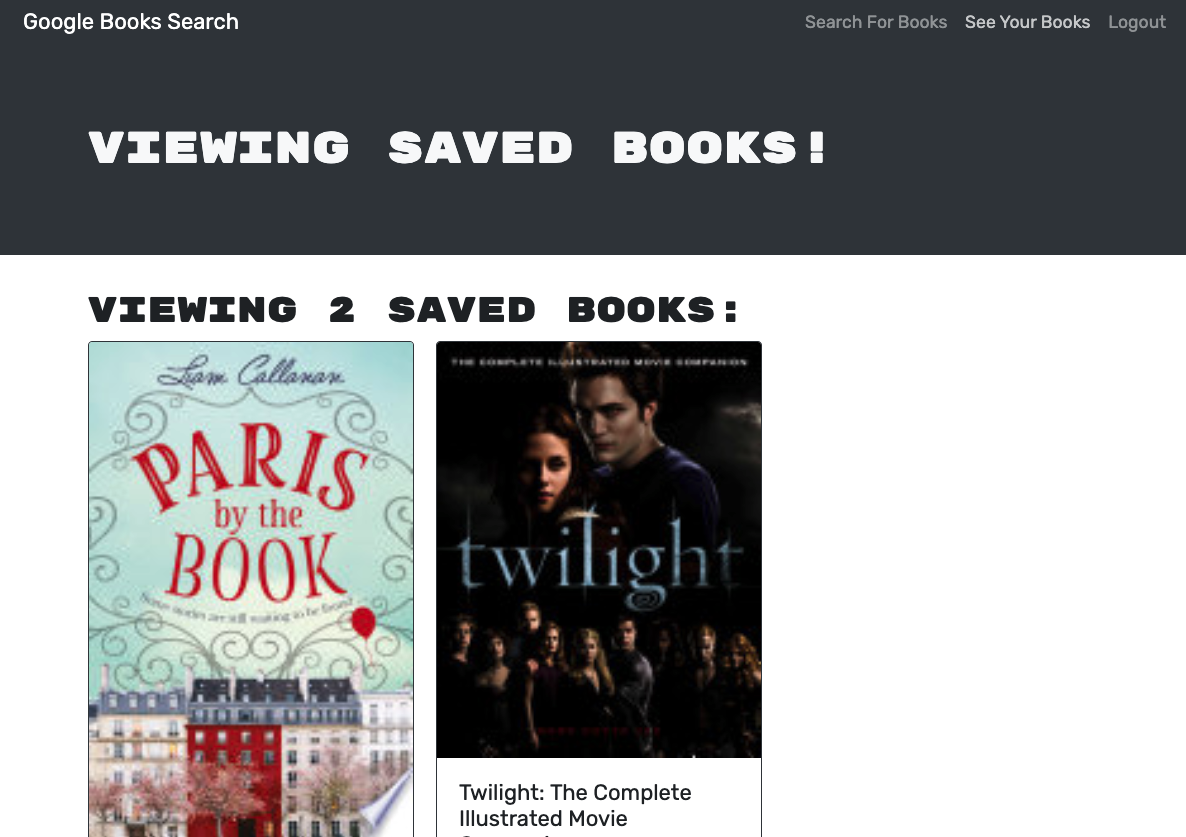 Google Books Search
Search For Books
See Your Books
Logout
VIEWING SAVED BOOKS!
VIEWING 2 SAVED BOOKS:
Liam Callanan
PARIS
by the
BOOK
Some stories are still waiting to be found
THE COMPLETE ILLUSTRATED MOVIE COMPANION
twilight
Twilight: The Complete
Illustrated Movie